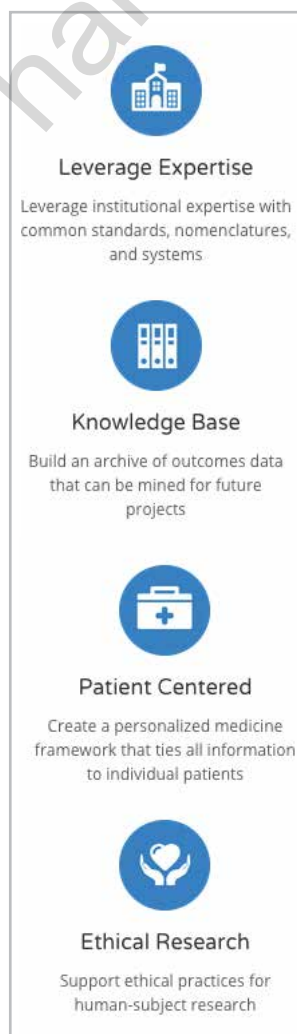 Leverage Expertise
Leverage institutional expertise with
common standards, nomenclatures,
and systems
Knowledge Base
Build an archive of outcomes data
that can be mined for future
projects
Patient Centered
Create a personalized medicine
framework that ties all information
to individual patients
Ethical Research
Support ethical practices for
human-subject research